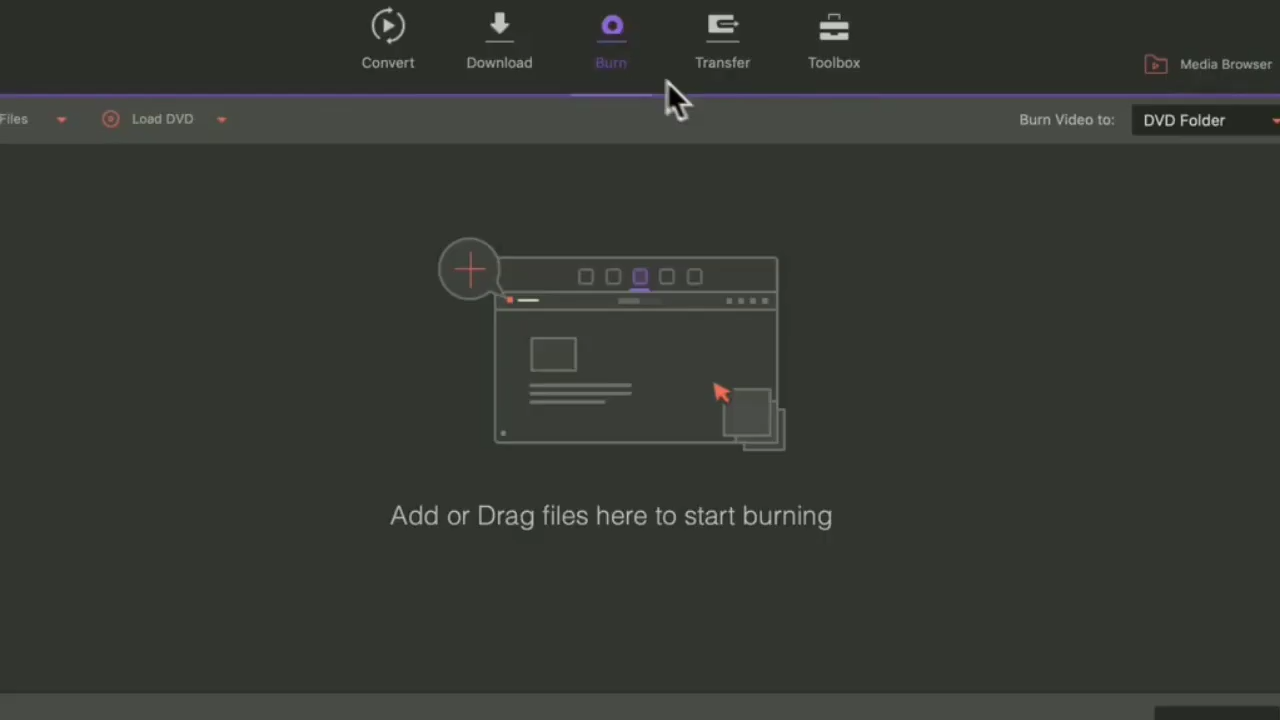 Convert
Download
Burn
Transfer
Toolbox
Media Browser
Files
Load DVD
Burn Video to:
DVD Folder
Add or Drag files here to start burning